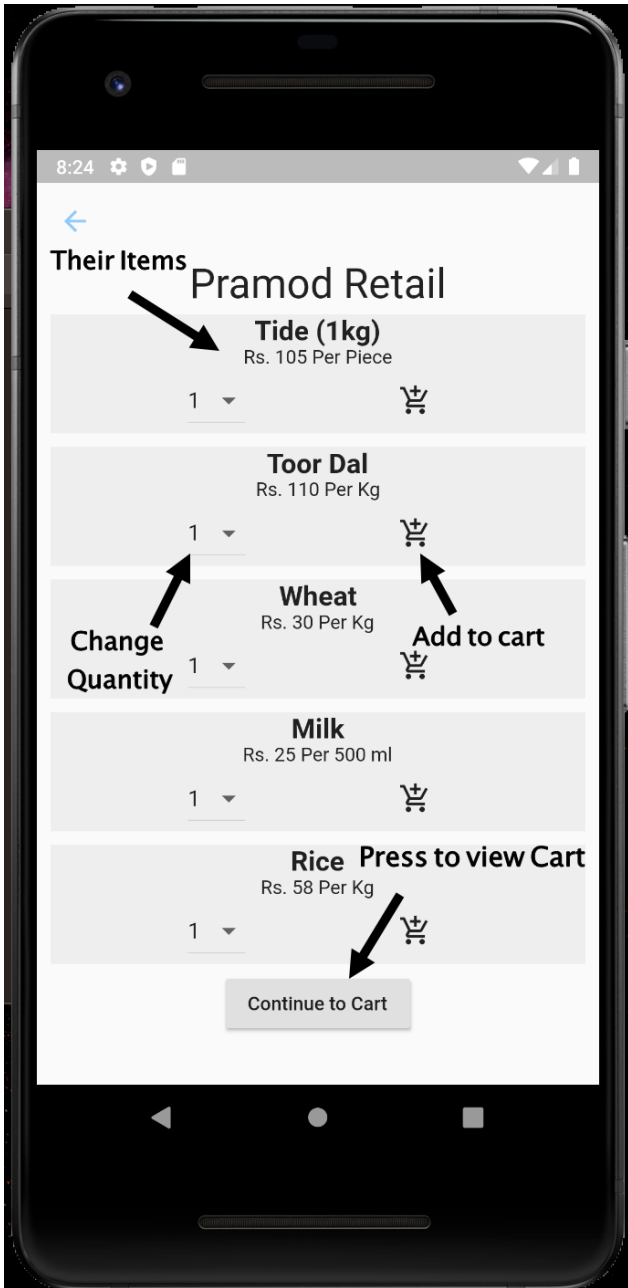 8:24
Their Items
Pramod Retail
Tide (1kg)
Rs. 105 Per Piece
1
Toor Dal
Rs. 110 Per Kg
1
Wheat
Rs. 30 Per Kg
Change
Quantity
Add to cart
1
Milk
Rs. 25 Per 500 ml
1
Rice
Press to view Cart
Rs. 58 Per Kg
1
Continue to Cart